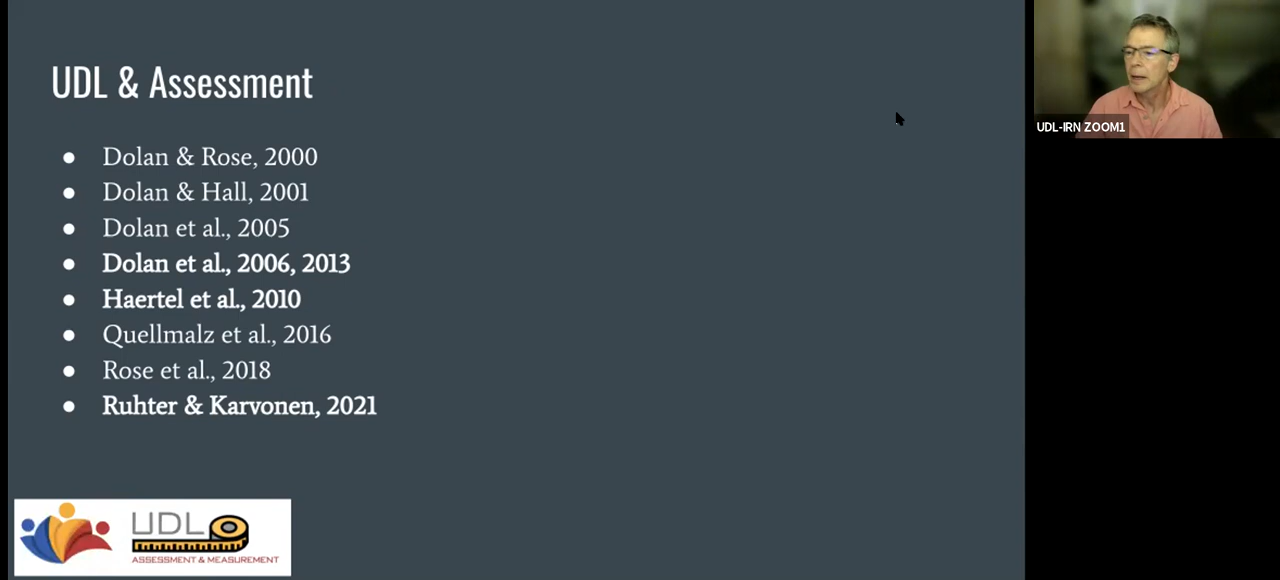 UDL & Assessment
● Dolan & Rose, 2000
● Dolan & Hall, 2001
● Dolan et al., 2005
● Dolan et al., 2006, 2013
● Haertel et al., 2010
● Quellmalz et al., 2016
● Rose et al., 2018
● Ruhter & Karvonen, 2021
UDL
ASSESSMENT & MEASUREMENT
UDL-IRN ZOOM1